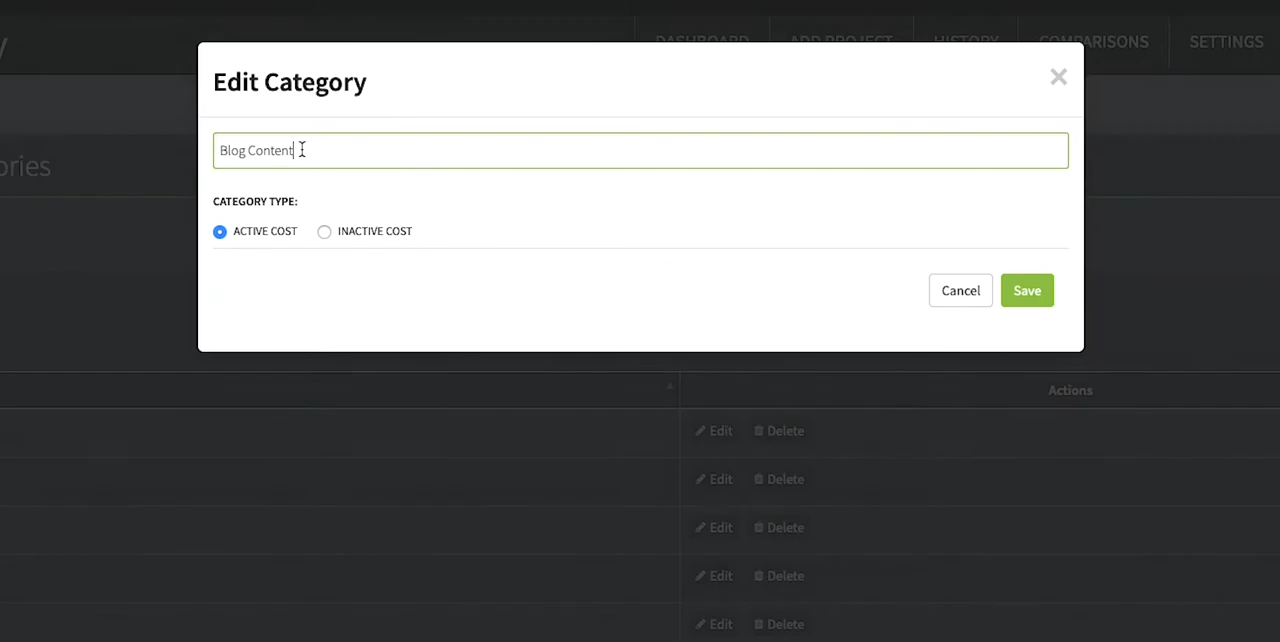 DASHBOARD ADD PROJECT HISTORY COMPARISONS SETTINGS
Edit Category
Blog Content
ories
CATEGORY TYPE:
ACTIVE COST INACTIVE COST
Cancel Save
Actions
Edit Delete
Edit Delete
Edit Delete
Edit Delete
Edit Delete